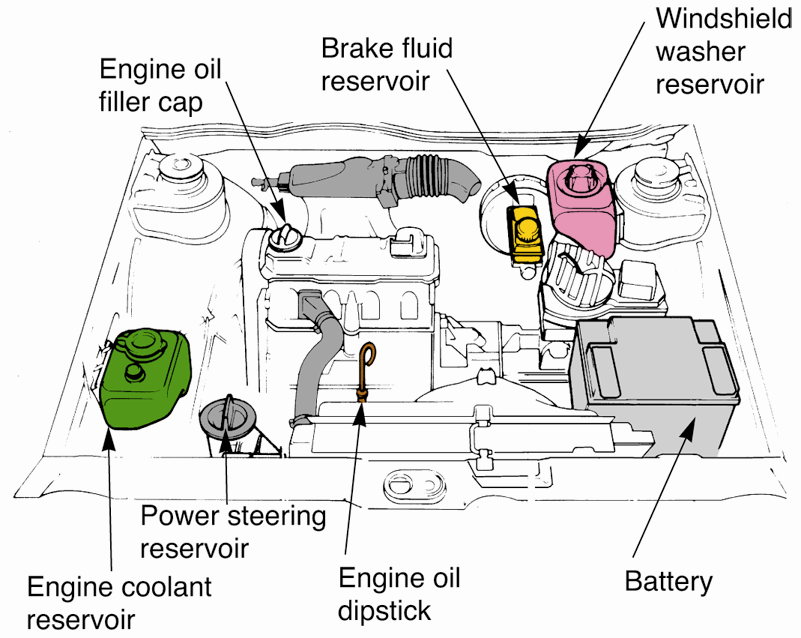 Windshield
washer
reservoir
Brake fluid
reservoir
Engine oil
filler cap
Power steering
reservoir
Engine coolant
reservoir
Engine oil
dipstick
Battery